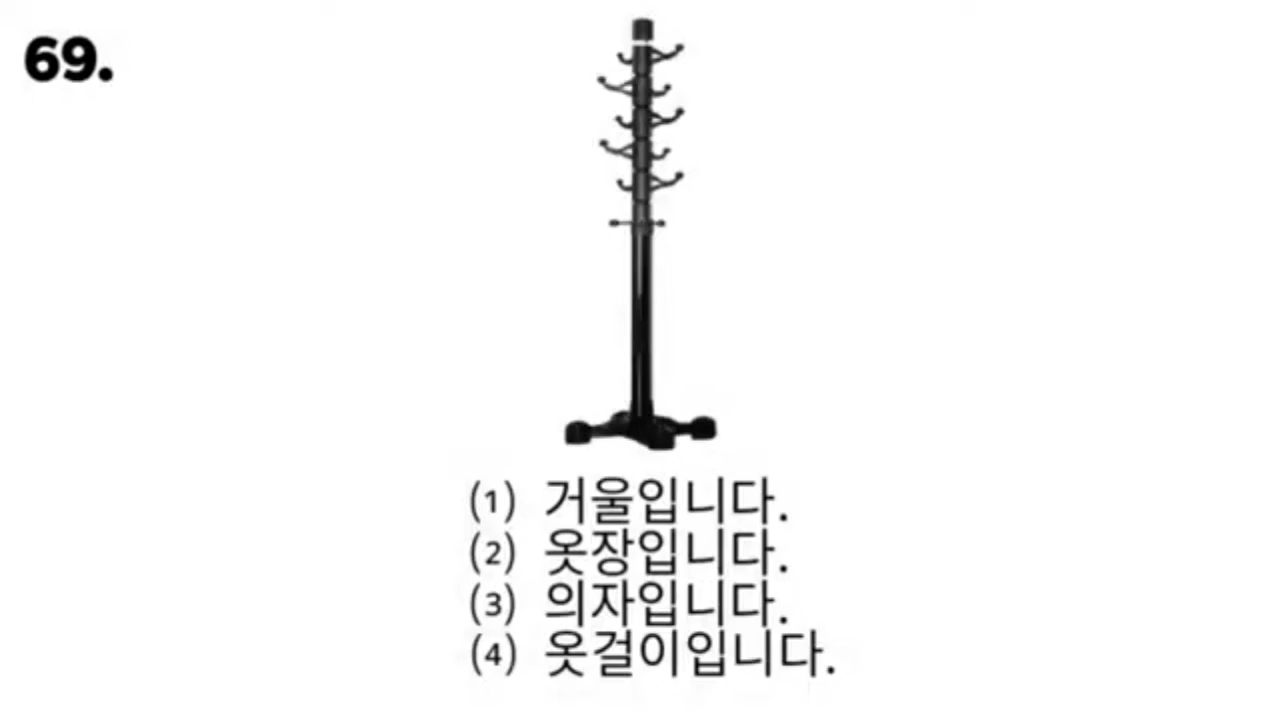 69.
(1) 거울입니다.
(2) 옷장입니다.
(3) 의자입니다.
(4) 옷걸이입니다.